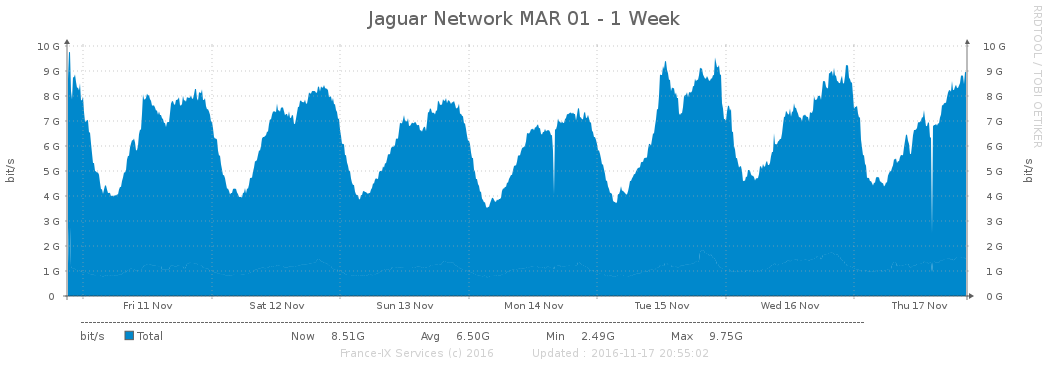 Jaguar Network MAR 01 - 1 Week
RRDTOOL / TOBI OETIKER
bit/s
10 G
9 G
8 G
7 G
6 G
5 G
4 G
3 G
2 G
1 G
0
10 G
9 G
8 G
7 G
6 G
5 G
4 G
3 G
2 G
1 G
0 G
bit/s
Fri 11 Nov Sat 12 Nov Sun 13 Nov Mon 14 Nov Tue 15 Nov Wed 16 Nov Thu 17 Nov
bit/s Total Now 8.51G Avg 6.50G Min 2.49G Max 9.75G
France-IX Services (c) 2016 Updated : 2016-11-17 20:55:02